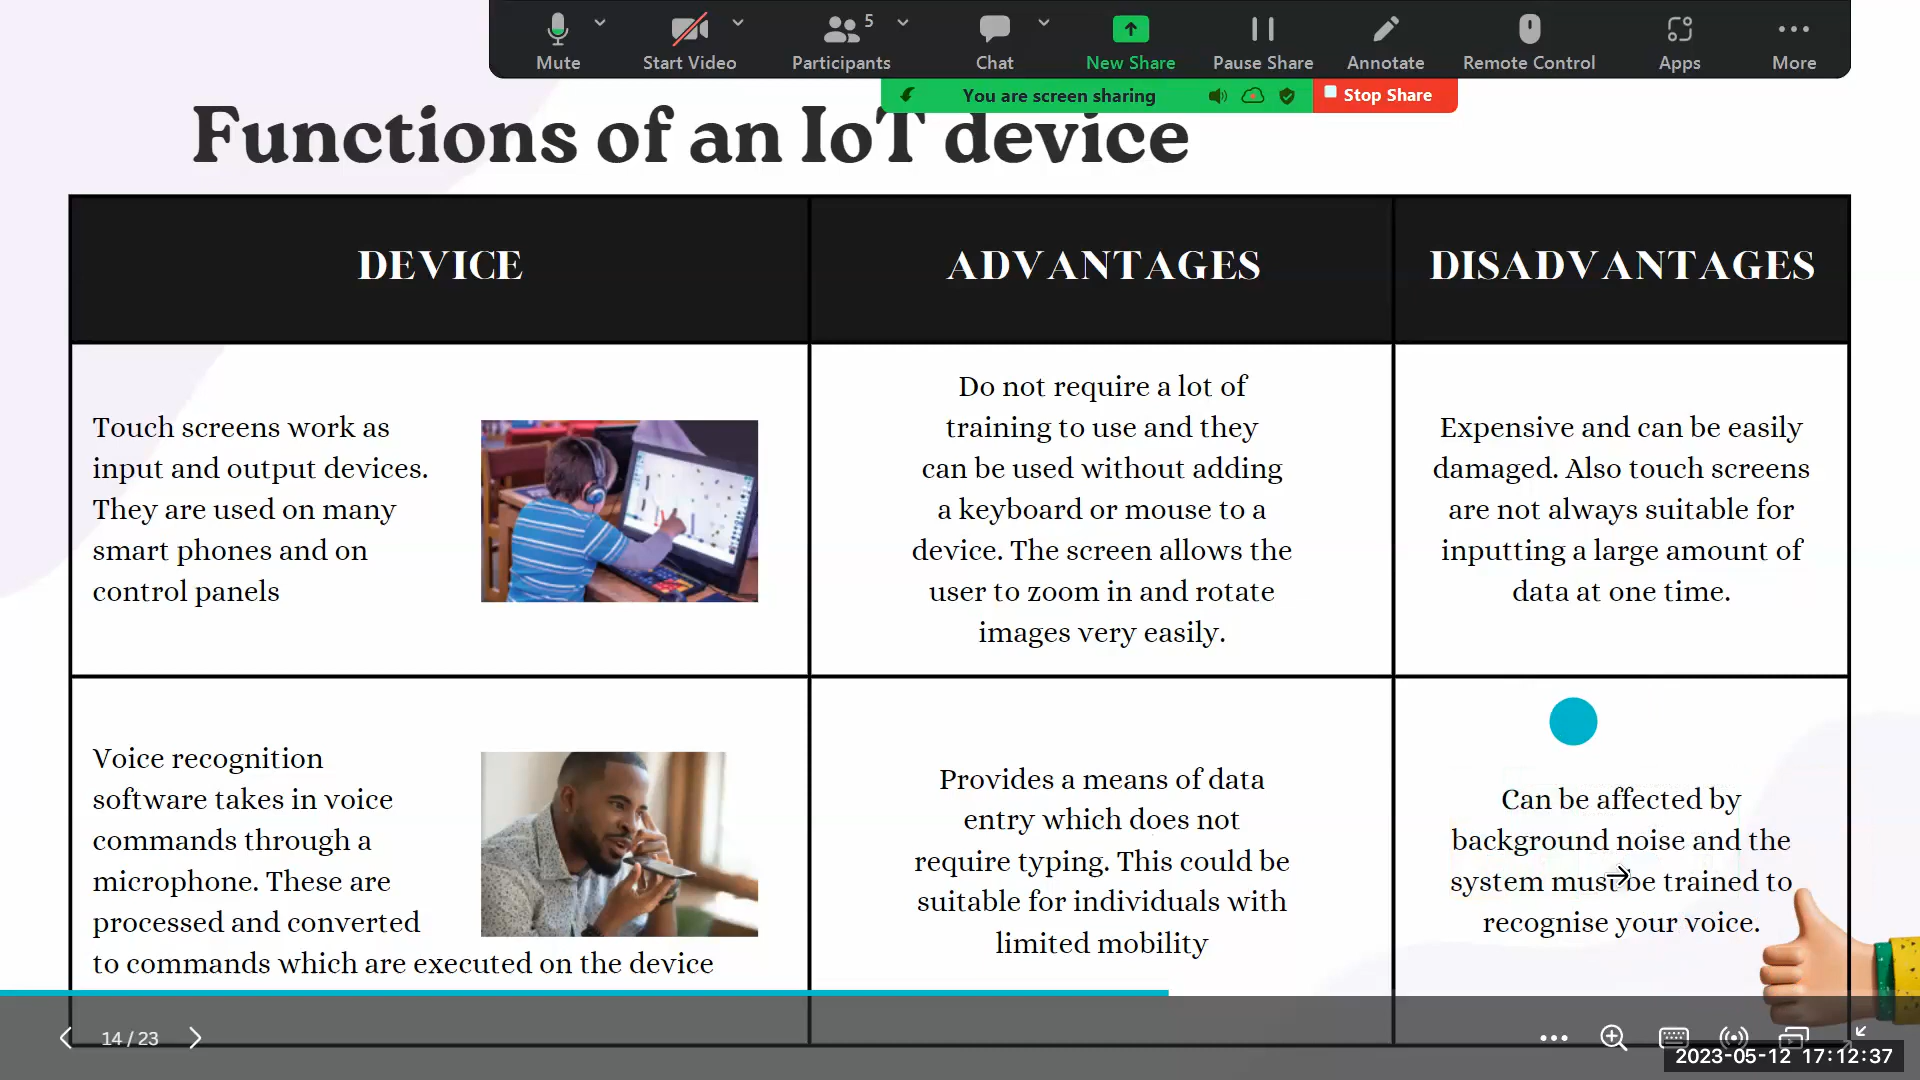 Mute
Start Video
Participants
5
Chat
New Share
Pause Share
Annotate
Remote Control
Apps
More
You are screen sharing
Stop Share
Functions of an IoT device
DEVICE
ADVANTAGES
DISADVANTAGES
Touch screens work as
input and output devices.
They are used on many
smart phones and on
control panels
Do not require a lot of
training to use and they
can be used without adding
a keyboard or mouse to a
device. The screen allows the
user to zoom in and rotate
images very easily.
Expensive and can be easily
damaged. Also touch screens
are not always suitable for
inputting a large amount of
data at one time.
Voice recognition
software takes in voice
commands through a
microphone. These are
processed and converted
to commands which are executed on the device
Provides a means of data
entry which does not
require typing. This could be
suitable for individuals with
limited mobility
Can be affected by
background noise and the
system must be trained to
recognise your voice.
14 / 23
2023-05-12 17:12:37